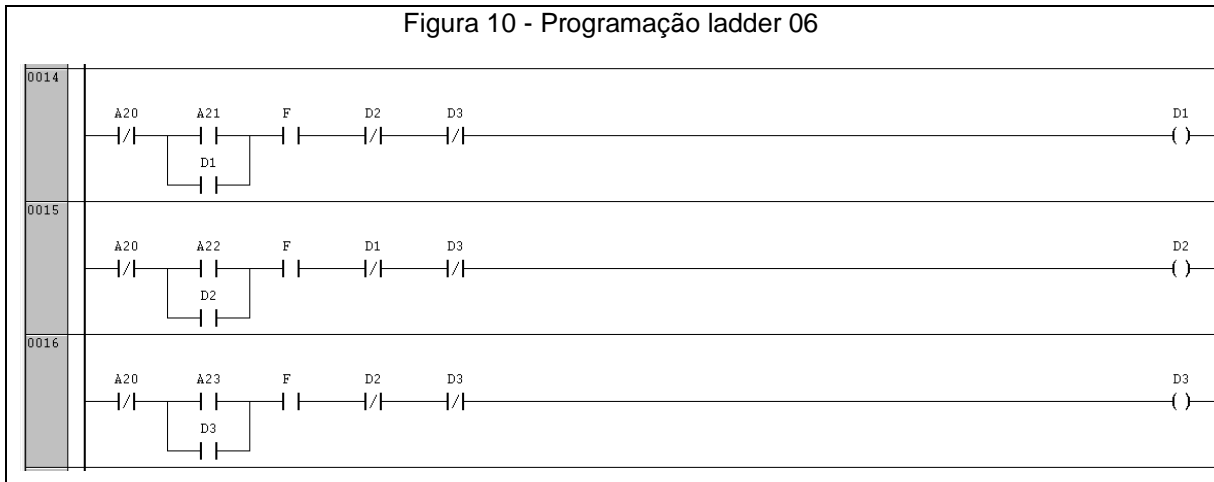 Figura 10 - Programação ladder 06
0014
A20 A21 F D2 D3 D1
D1
0015
A20 A22 F D1 D3 D2
D2
0016
A20 A23 F D2 D3 D3
D3